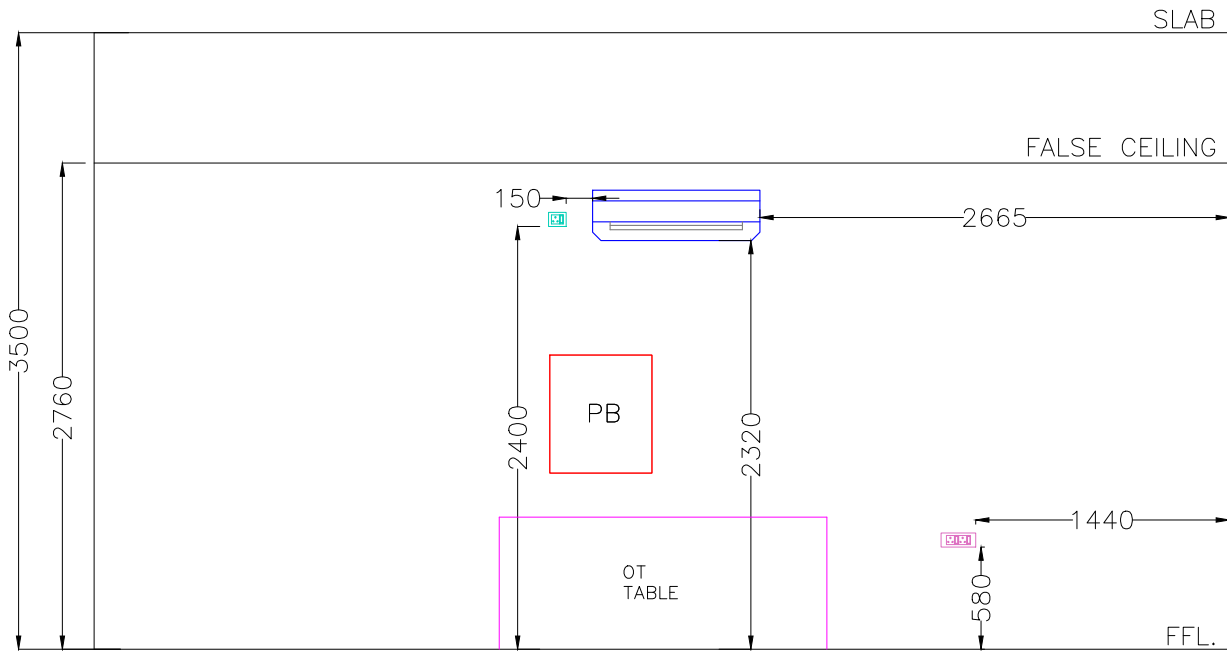 SLAB
FALSE CEILING
150
2665
3500
2760
2400
PB
2320
1440
OT
TABLE
580
FFL.